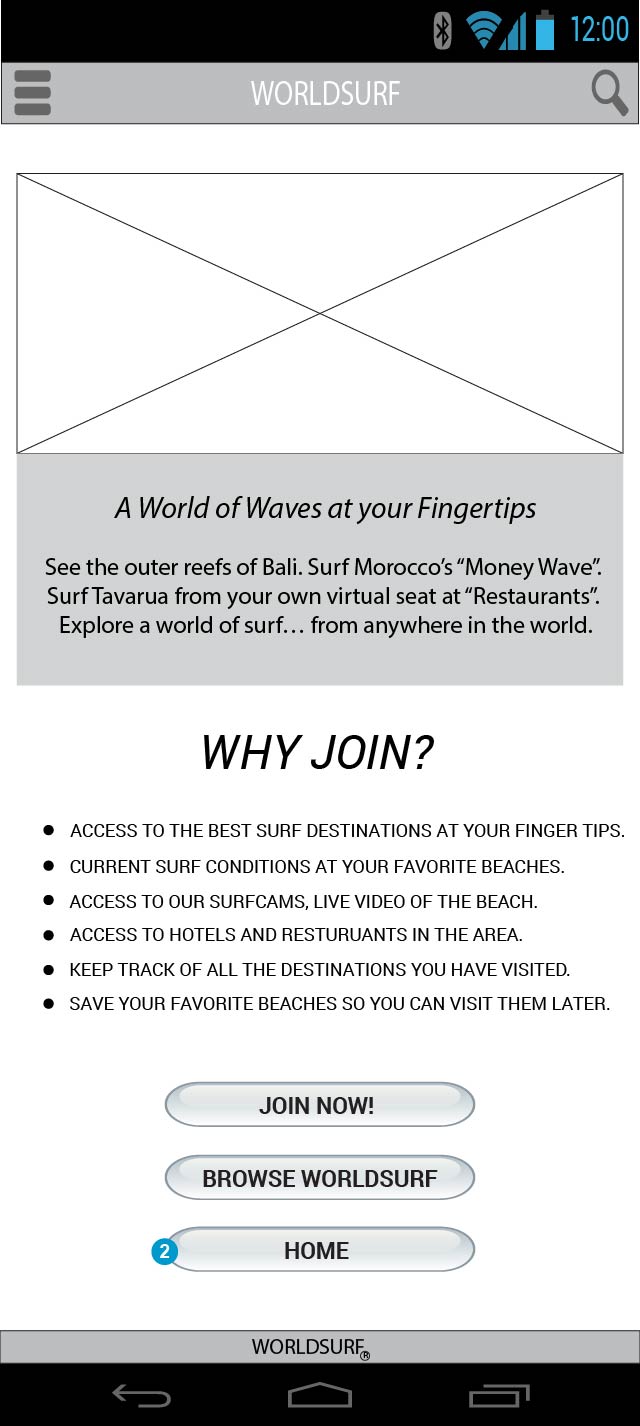 12:00
WORLDSURF
A World of Waves at your Fingertips
See the outer reefs of Bali. Surf Morocco’s “Money Wave”.
Surf Tavarua from your own virtual seat at “Restaurants”.
Explore a world of surf… from anywhere in the world.
WHY JOIN?
● ACCESS TO THE BEST SURF DESTINATIONS AT YOUR FINGER TIPS.
● CURRENT SURF CONDITIONS AT YOUR FAVORITE BEACHES.
● ACCESS TO OUR SURFCAMS, LIVE VIDEO OF THE BEACH.
● ACCESS TO HOTELS AND RESTURUANTS IN THE AREA.
● KEEP TRACK OF ALL THE DESTINATIONS YOU HAVE VISITED.
● SAVE YOUR FAVORITE BEACHES SO YOU CAN VISIT THEM LATER.
JOIN NOW!
BROWSE WORLDSURF
2 HOME
WORLDSURF®